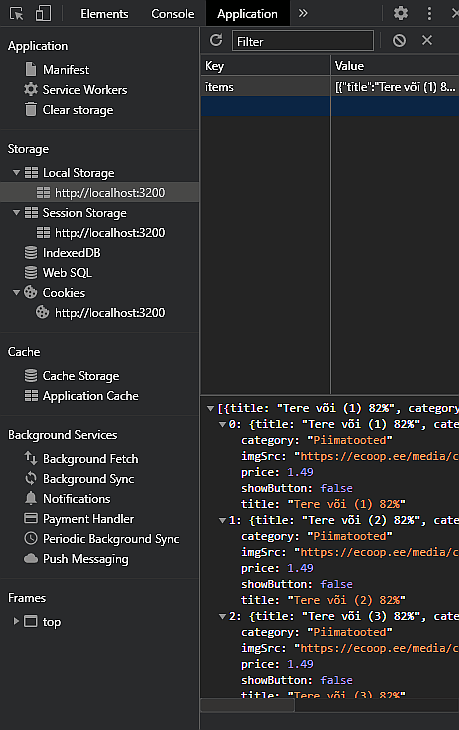 Elements Console Application »
Application
Manifest
Service Workers
Clear storage
Storage
Local Storage
http://localhost:3200
Session Storage
http://localhost:3200
IndexedDB
Web SQL
Cookies
http://localhost:3200
Cache
Cache Storage
Application Cache
Background Services
Background Fetch
Background Sync
Notifications
Payment Handler
Periodic Background Sync
Push Messaging
Frames
top
Filter
Key Value
items [{"title":"Tere või (1) 8...
[{title: "Tere või (1) 82%", category
0: {title: "Tere või (1) 82%", cate
category: "Piimatooted"
imgSrc: "https://ecoop.ee/media/c
price: 1.49
showButton: false
title: "Tere või (1) 82%"
1: {title: "Tere või (2) 82%", cate
category: "Piimatooted"
imgSrc: "https://ecoop.ee/media/c
price: 1.49
showButton: false
title: "Tere või (2) 82%"
2: {title: "Tere või (3) 82%", cate
category: "Piimatooted"
imgSrc: "https://ecoop.ee/media/c
price: 1.49
showButton: false
title: "Tere või (3) 82%"